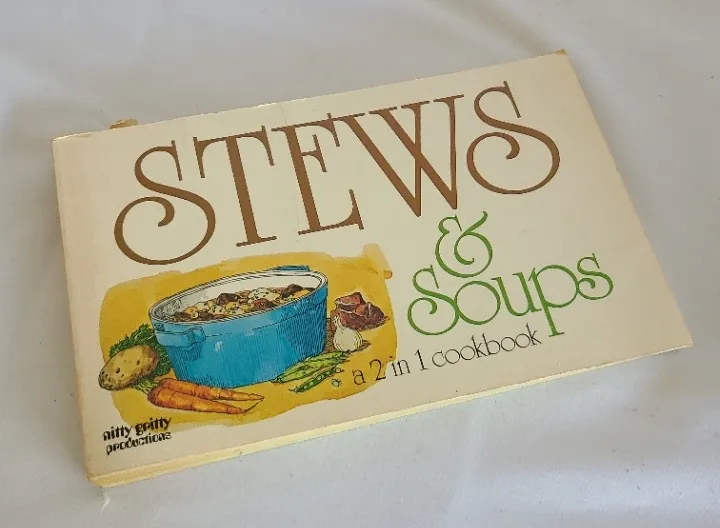 STEWS
&
Soups
a 2 in 1 cookbook
nitty gritty
productions